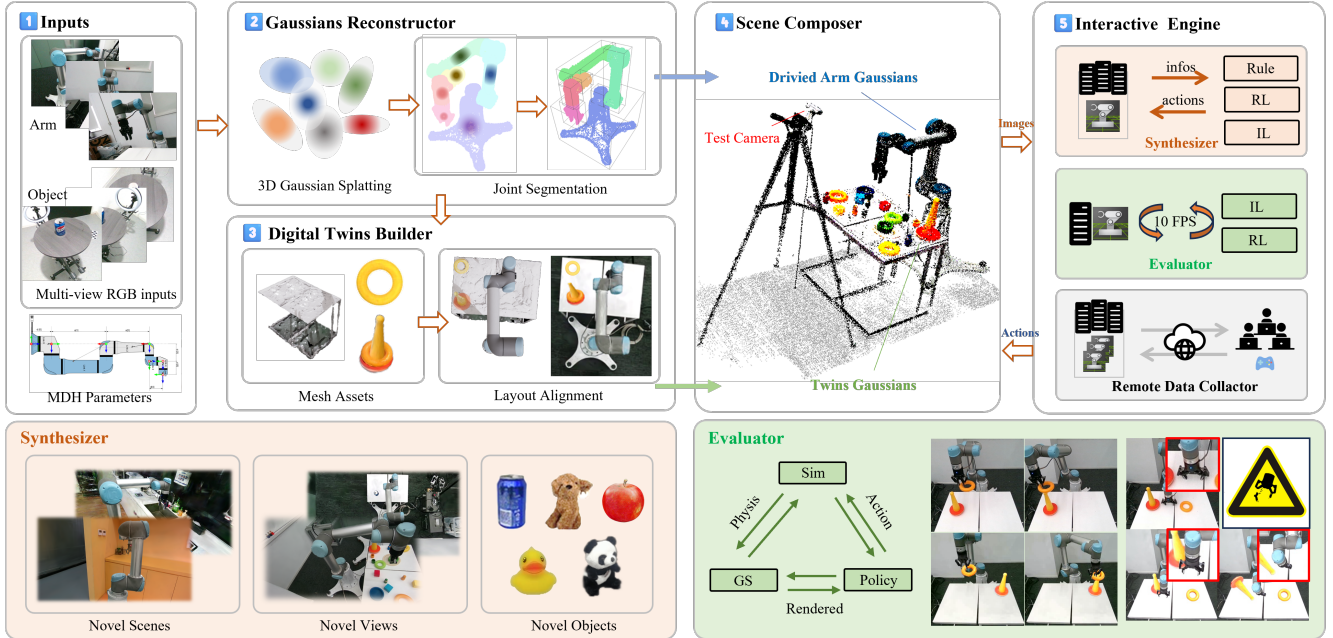 1 Inputs
Arm
Object
Multi-view RGB inputs
MDH Parameters
2 Gaussians Reconstructor
3D Gaussian Splatting
Joint Segmentation
3 Digital Twins Builder
Mesh Assets
Layout Alignment
4 Scene Composer
Drivied Arm Gaussians
Test Camera
Twins Gaussians
Images
Actions
5 Interactive Engine
infos
actions
Rule
RL
IL
Synthesizer
10 FPS
IL
RL
Evaluator
Remote Data Collactor
Synthesizer
Novel Scenes
Novel Views
Novel Objects
Evaluator
Sim
Physis
Action
GS
Policy
Rendered